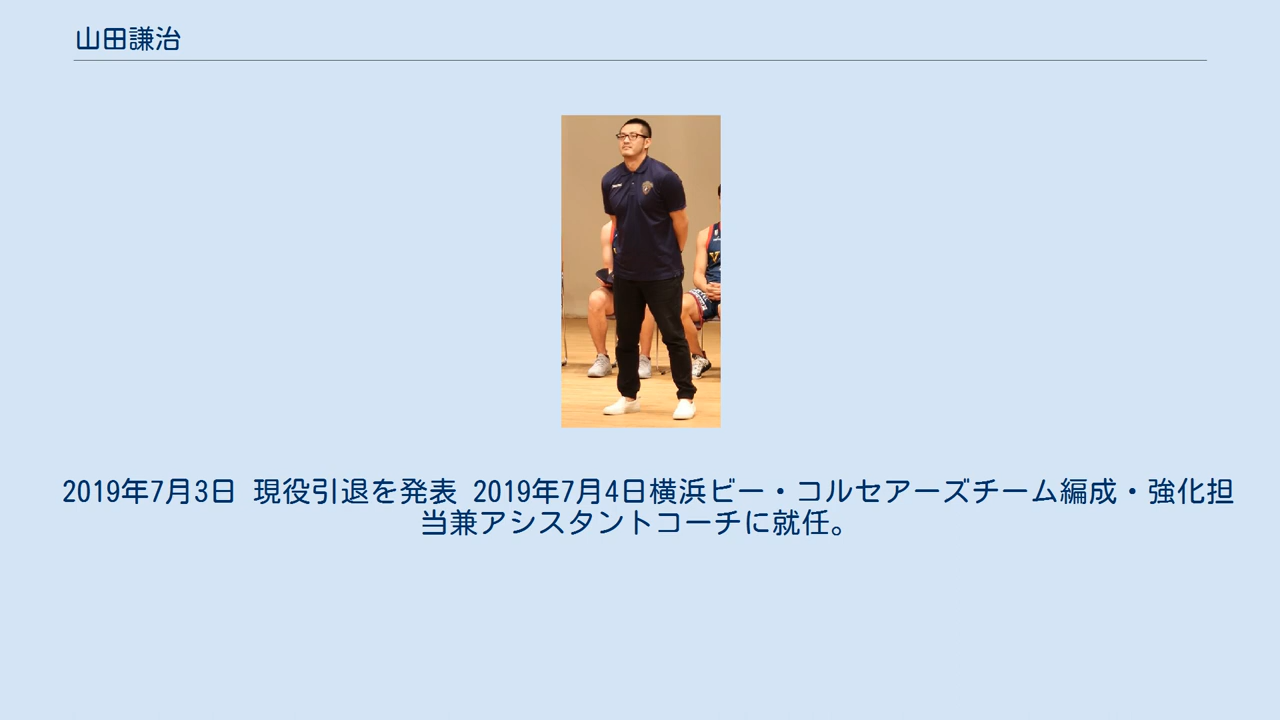 山田謙治
2019年7月3日 現役引退を発表 2019年7月4日横浜ビー・コルセアーズチーム編成・強化担
当兼アシスタントコーチに就任。